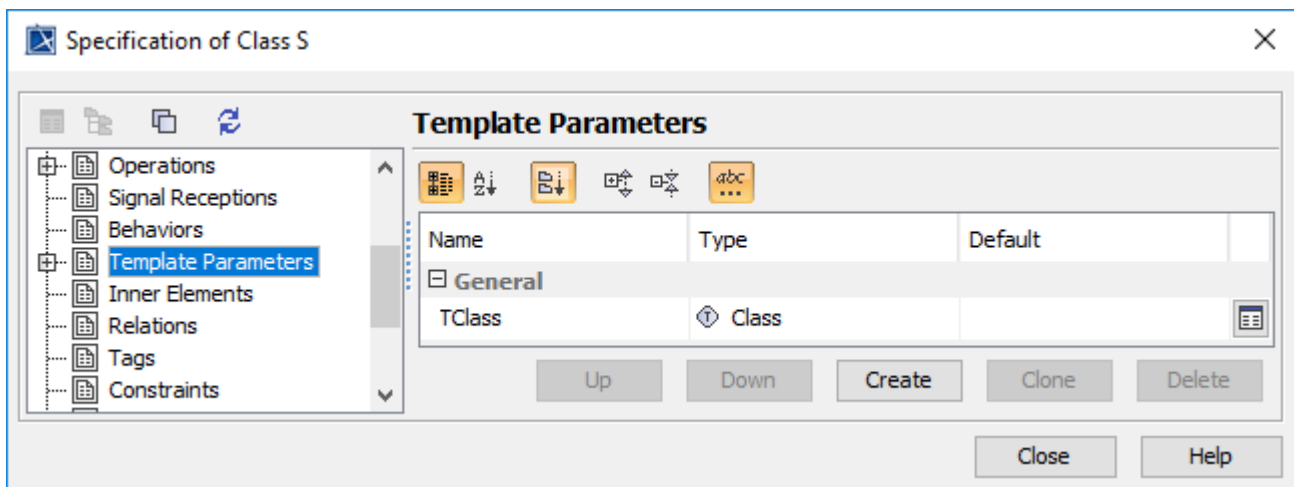 Specification of Class S
Template Parameters
Operations
Signal Receptions
Behaviors
Template Parameters
Inner Elements
Relations
Tags
Constraints
A
Z
abc
Name Type Default
General
TClass T Class
Up Down Create Clone Delete
Close Help